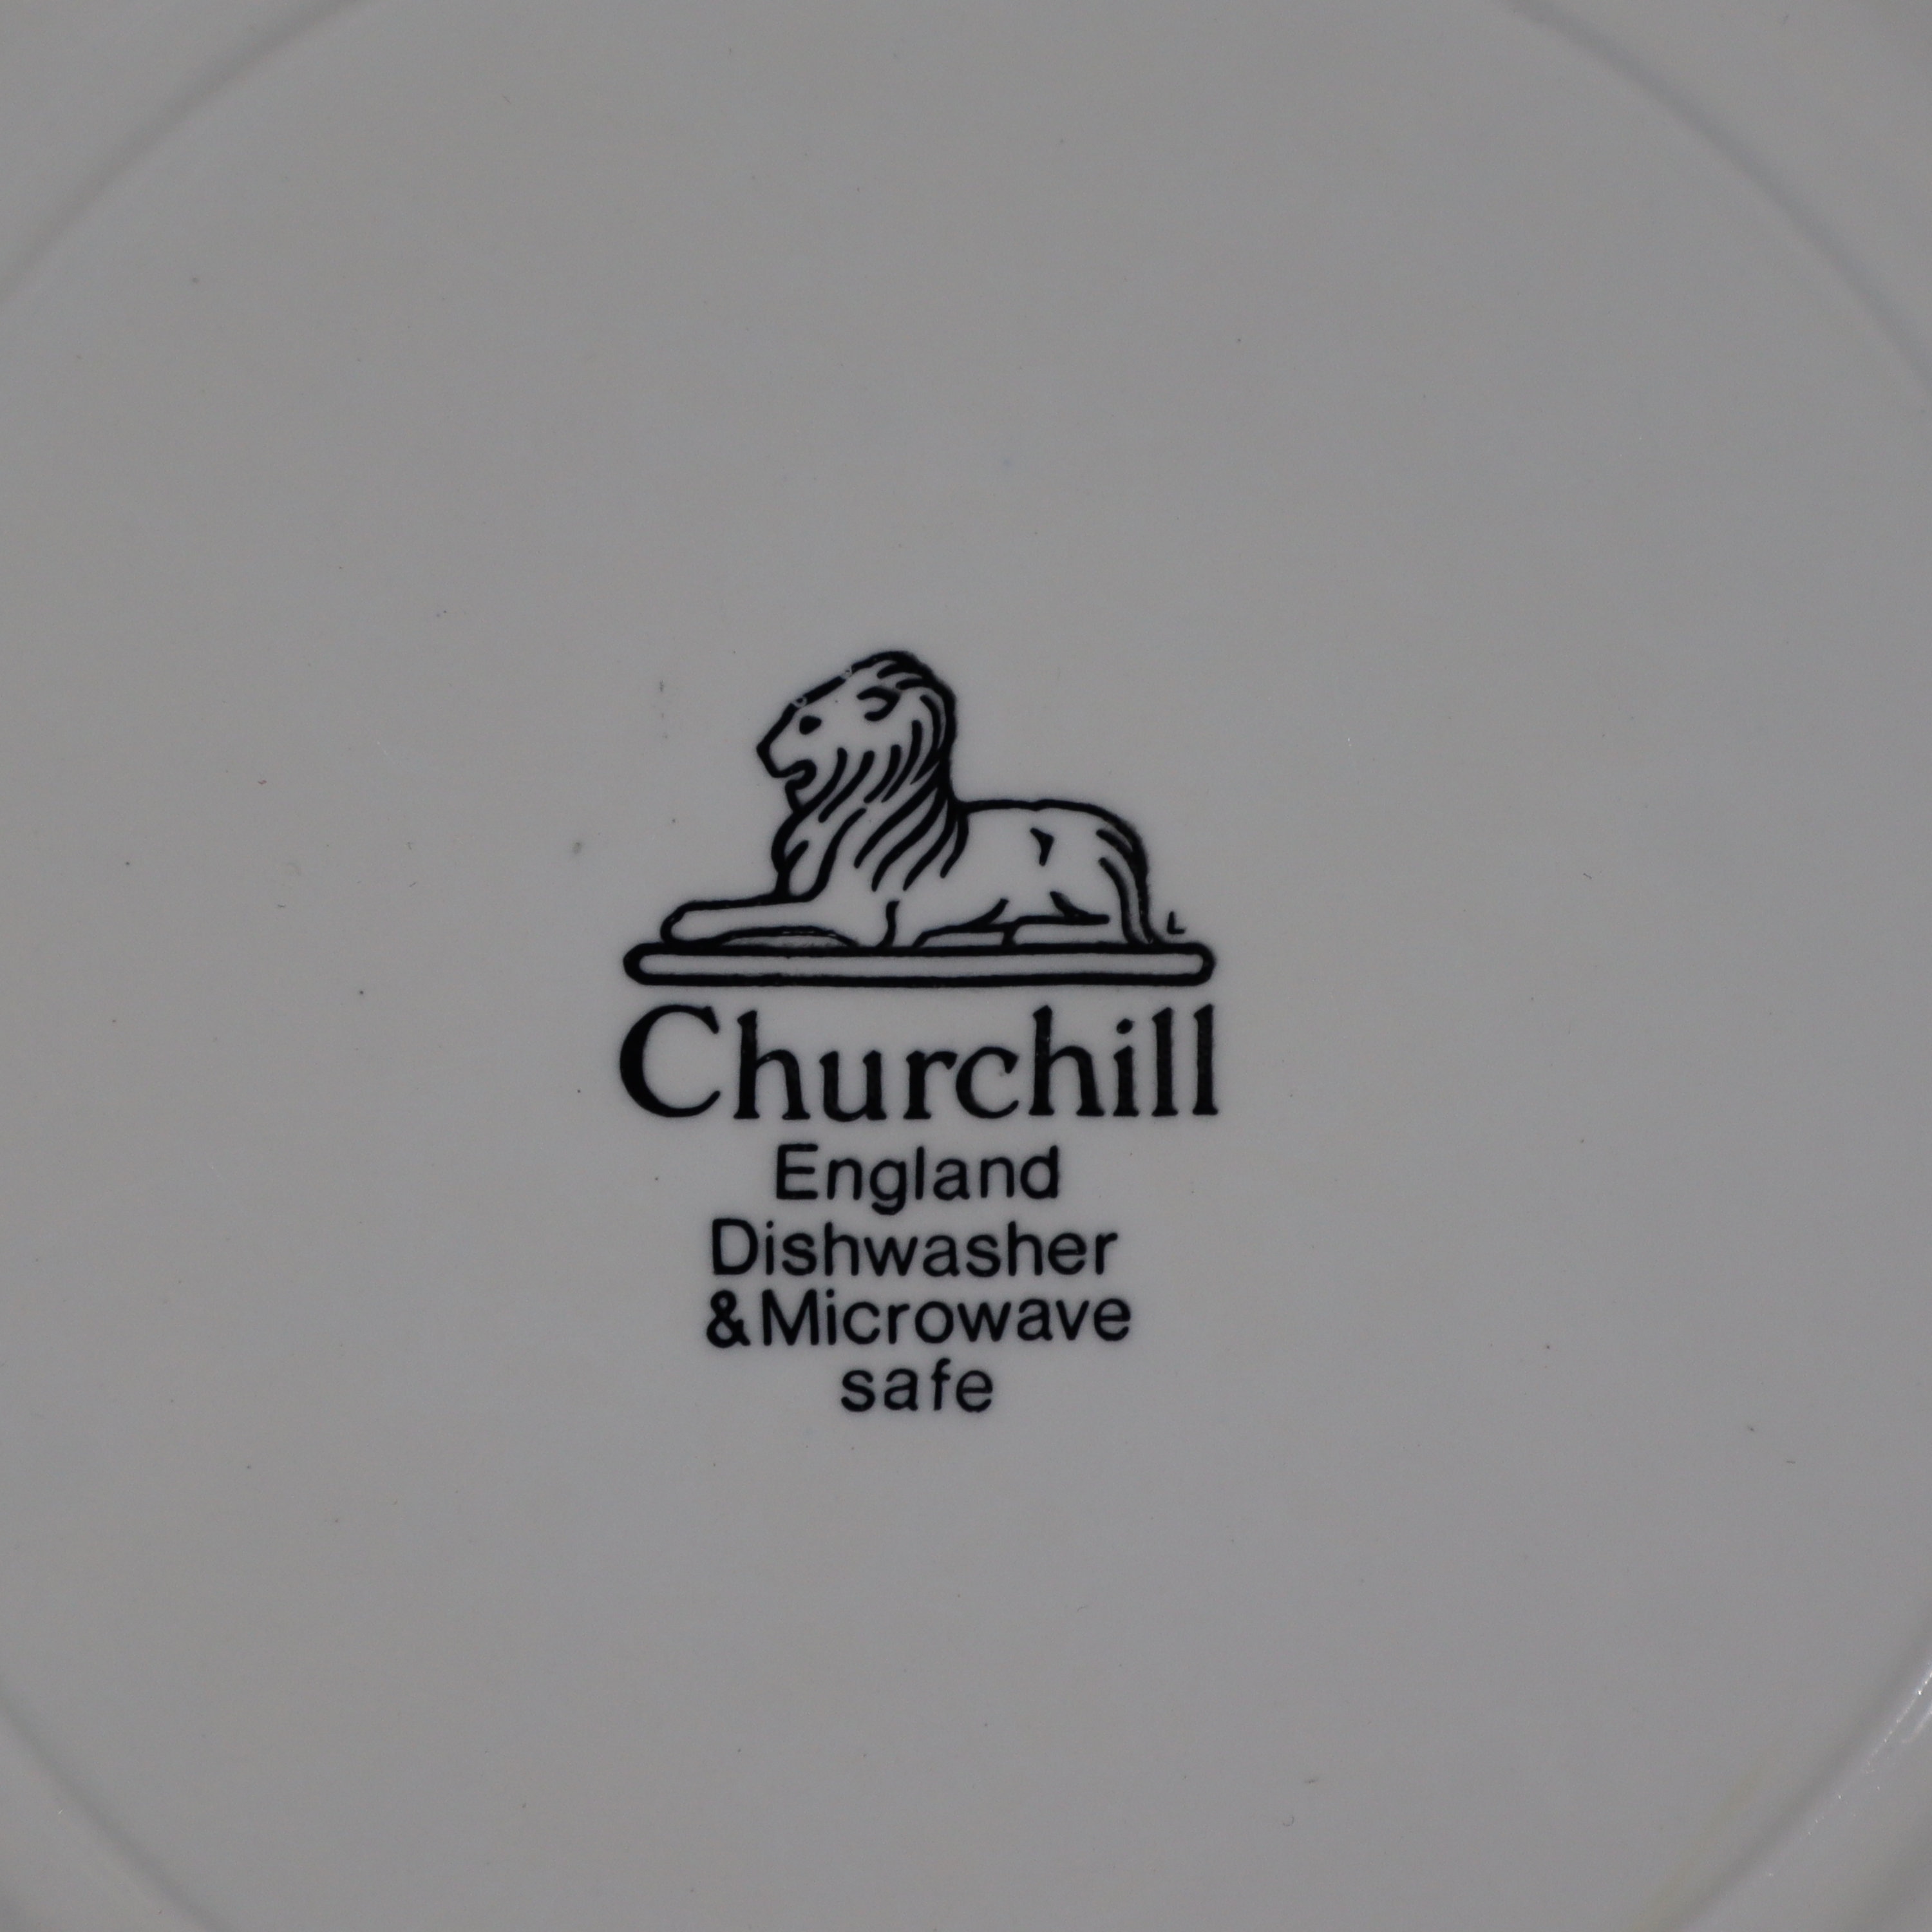 L
Churchill
England
Dishwasher
&Microwave
safe